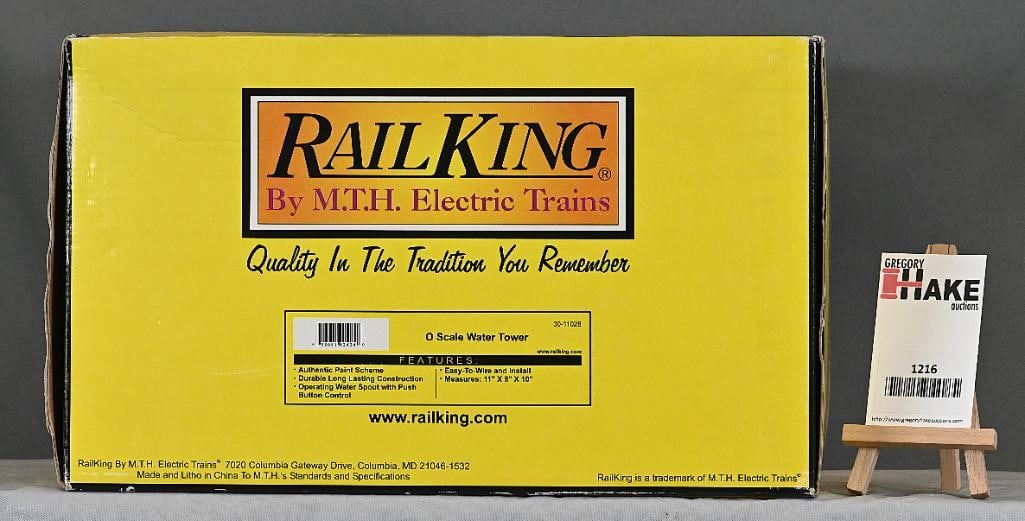 RAILKING®
By M.T.H. Electric Trains
Quality In The Tradition You Remember
30-11028
O Scale Water Tower
www.railking.com
FEATURES:
· Authentic Paint Scheme
· Durable Long Lasting Construction
· Operating Water Spout with Push
Button Control
· Easy-To-Wire and Install
· Measures: 11" X 8" X 10"
www.railking.com
RailKing By M.T.H. Electric Trains® 7020 Columbia Gateway Drive, Columbia, MD 21046-1532
Made and Litho in China To M.T.H.'s Standards and Specifications
RailKing is a trademark of M.T.H. Electric Trains®
GREGORY
HAKE
auctions
1216